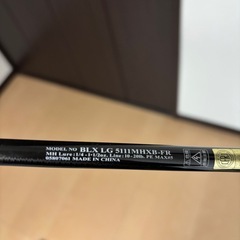 MODEL NO BLX LG 5111MHXB-FR
MH Lure: 1/4 - 1・1/2oz. Line: 10 - 20lb. PE MAX#3
05807061 MADE IN CHINA